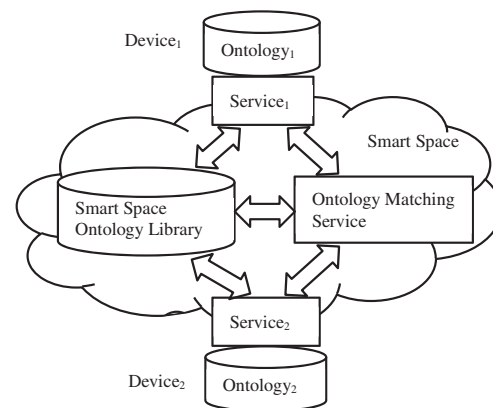 Device₁
Ontology₁
Service₁
Smart Space
Smart Space
Ontology Library
Ontology Matching
Service
Service₂
Device₂
Ontology₂